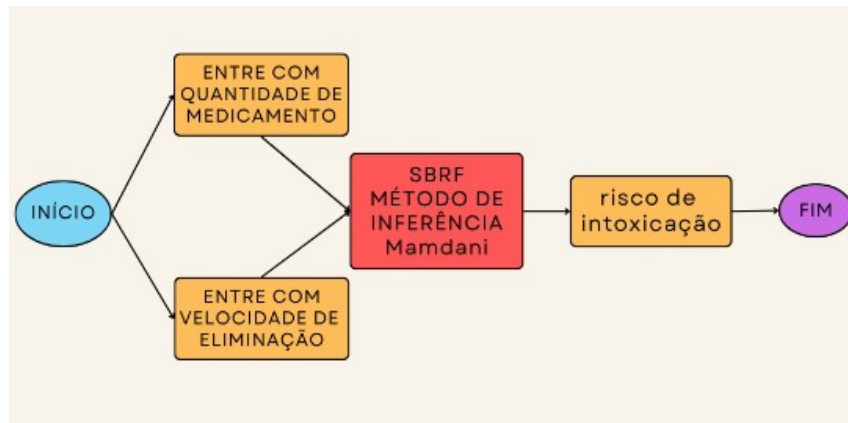 INÍCIO
ENTRE COM
QUANTIDADE DE
MEDICAMENTO
ENTRE COM
VELOCIDADE DE
ELIMINAÇÃO
SBRF
MÉTODO DE
INFERÊNCIA
Mamdani
risco de
intoxicação
FIM